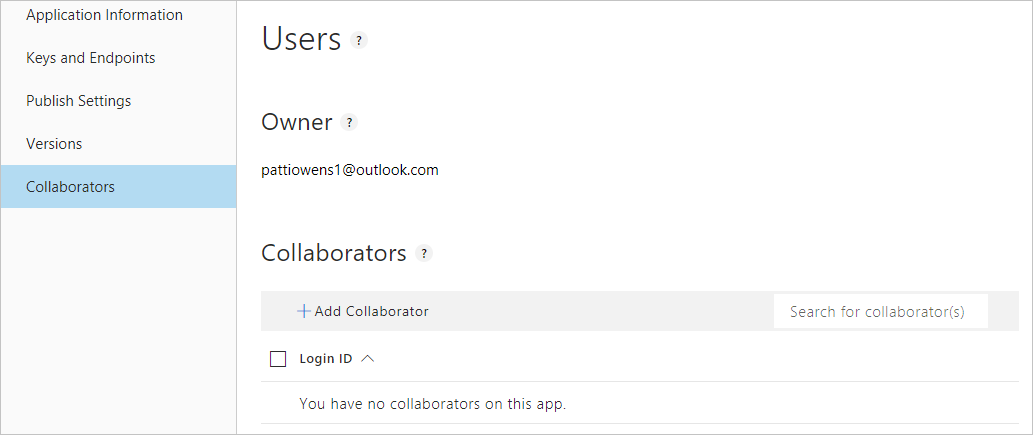 Application Information
Keys and Endpoints
Publish Settings
Versions
Collaborators
Users ?
Owner ?
pattiowens1@outlook.com
Collaborators ?
+ Add Collaborator
Search for collaborator(s)
Login ID
You have no collaborators on this app.